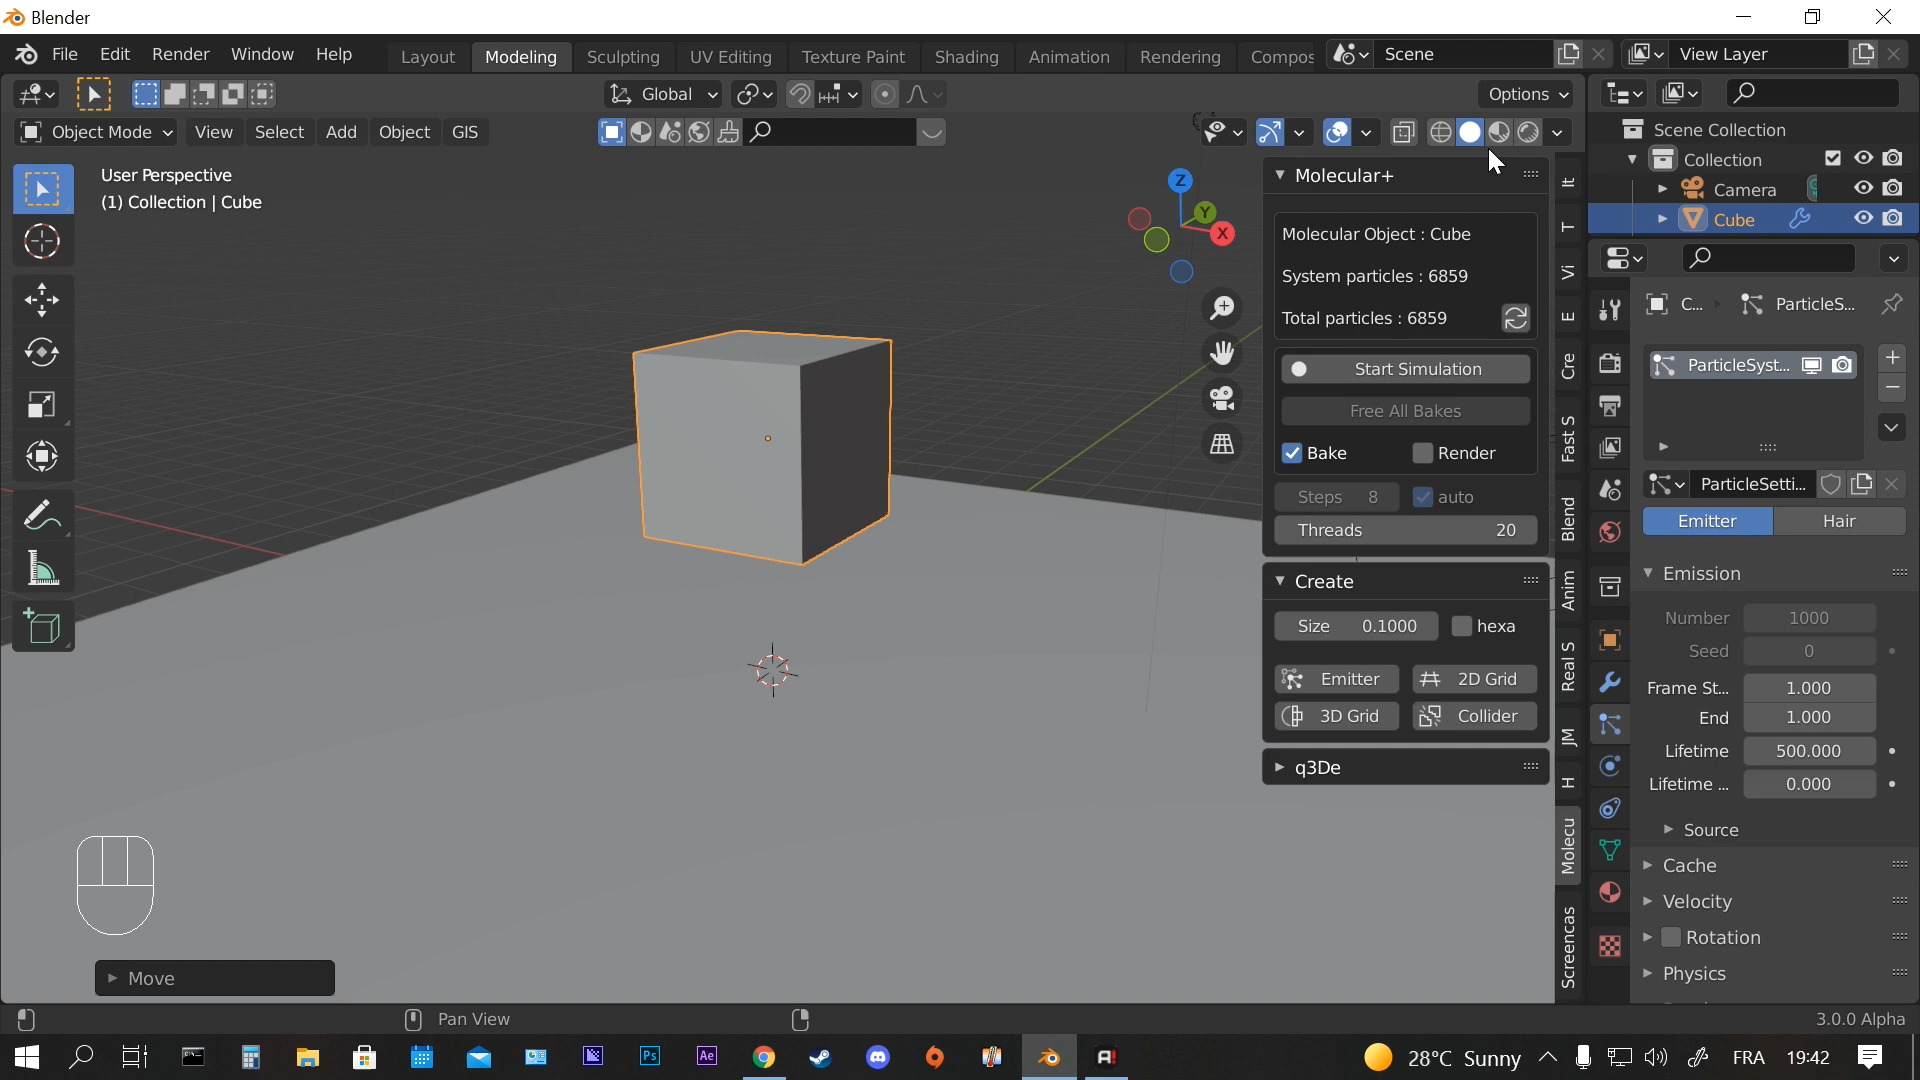 Blender
File Edit Render Window Help
Layout Modeling Sculpting UV Editing Texture Paint Shading Animation Rendering Compos
Scene
View Layer
Global
Options
Object Mode View Select Add Object GIS
User Perspective
(1) Collection | Cube
Z
Y
X
Molecular+
Molecular Object : Cube
System particles : 6859
Total particles : 6859
Start Simulation
Free All Bakes
Bake Render
Steps 8 auto
Threads 20
Create
Size 0.1000 hexa
Emitter 2D Grid
3D Grid Collider
q3De
It
T
Vi
E
Cre
Fast S
Blend
Anim
Real S
JM
H
Molecu
Screencas
Scene Collection
Collection
Camera
Cube
C... ParticleS...
ParticleSyst...
ParticleSetti...
Emitter Hair
Emission
Number 1000
Seed 0
Frame St... 1.000
End 1.000
Lifetime 500.000
Lifetime ... 0.000
Source
Cache
Velocity
Rotation
Physics
Move
Pan View
3.0.0 Alpha
Ps
Ae
A!
28°C Sunny
FRA
19:42